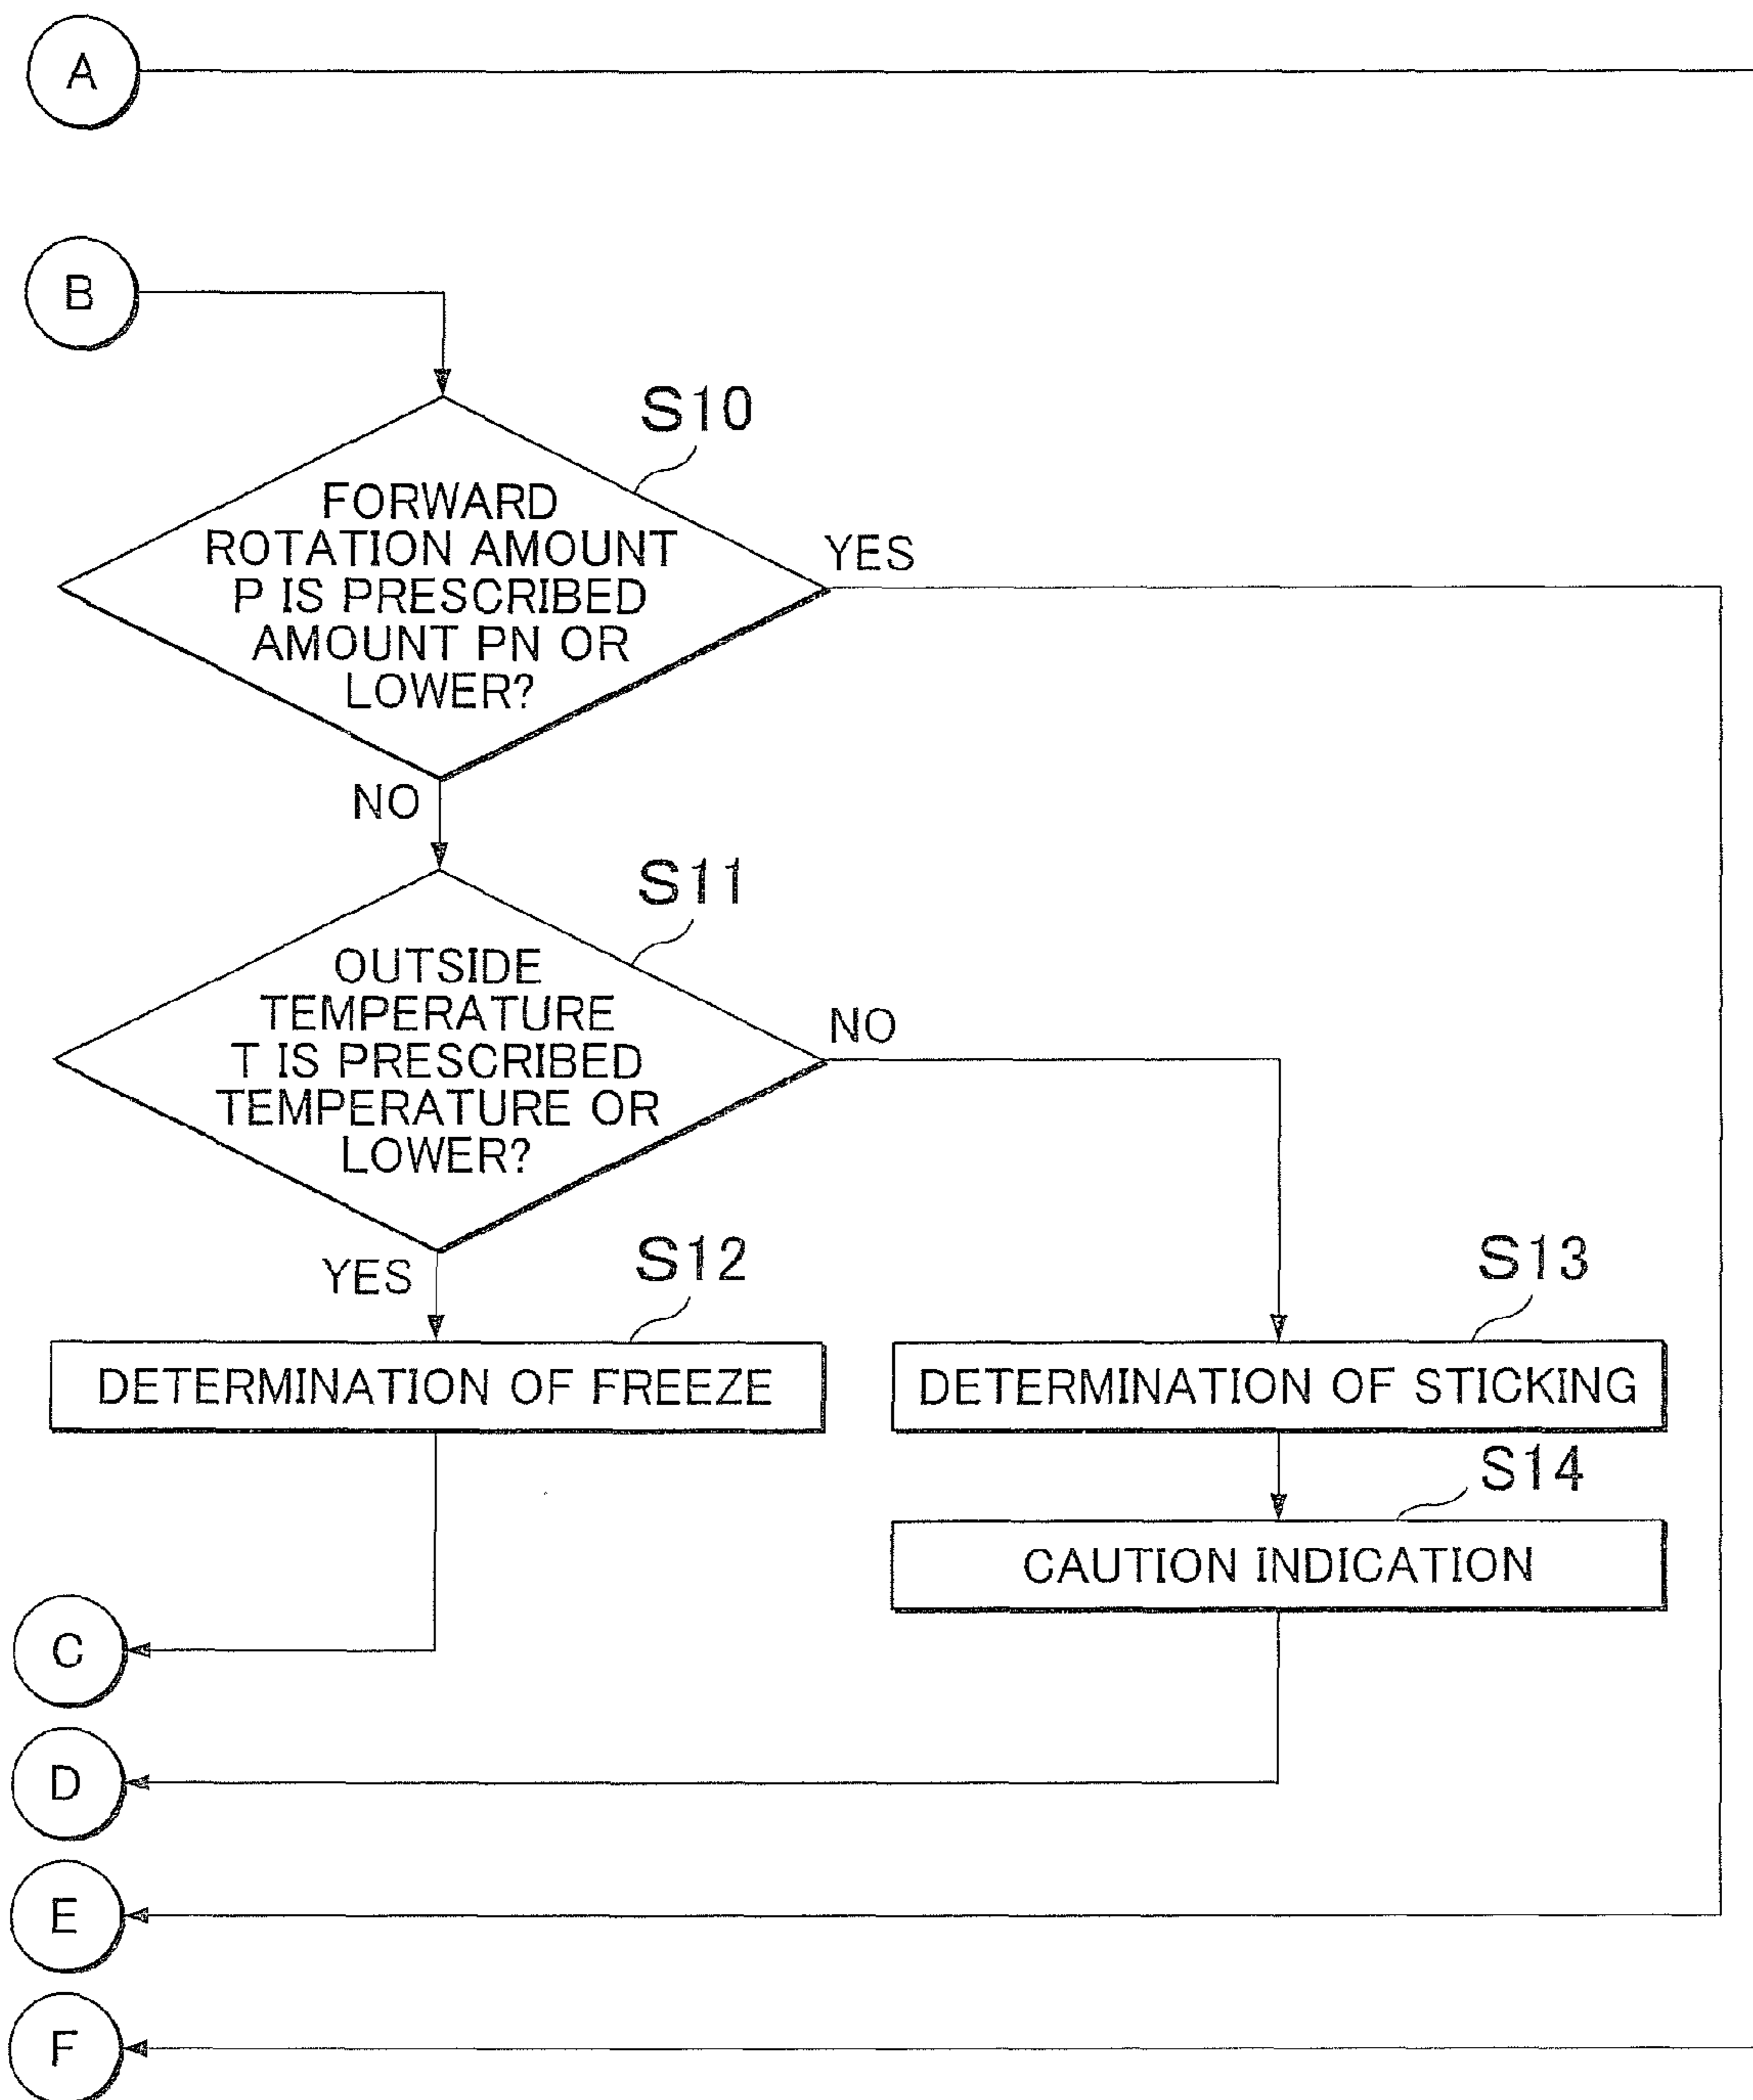 A
B
S10
FORWARD
ROTATION AMOUNT
P IS PRESCRIBED
AMOUNT PN OR
LOWER?
YES
NO
S11
OUTSIDE
TEMPERATURE
T IS PRESCRIBED
TEMPERATURE OR
LOWER?
NO
YES
S12
S13
DETERMINATION OF FREEZE
DETERMINATION OF STICKING
S14
CAUTION INDICATION
C
D
E
F